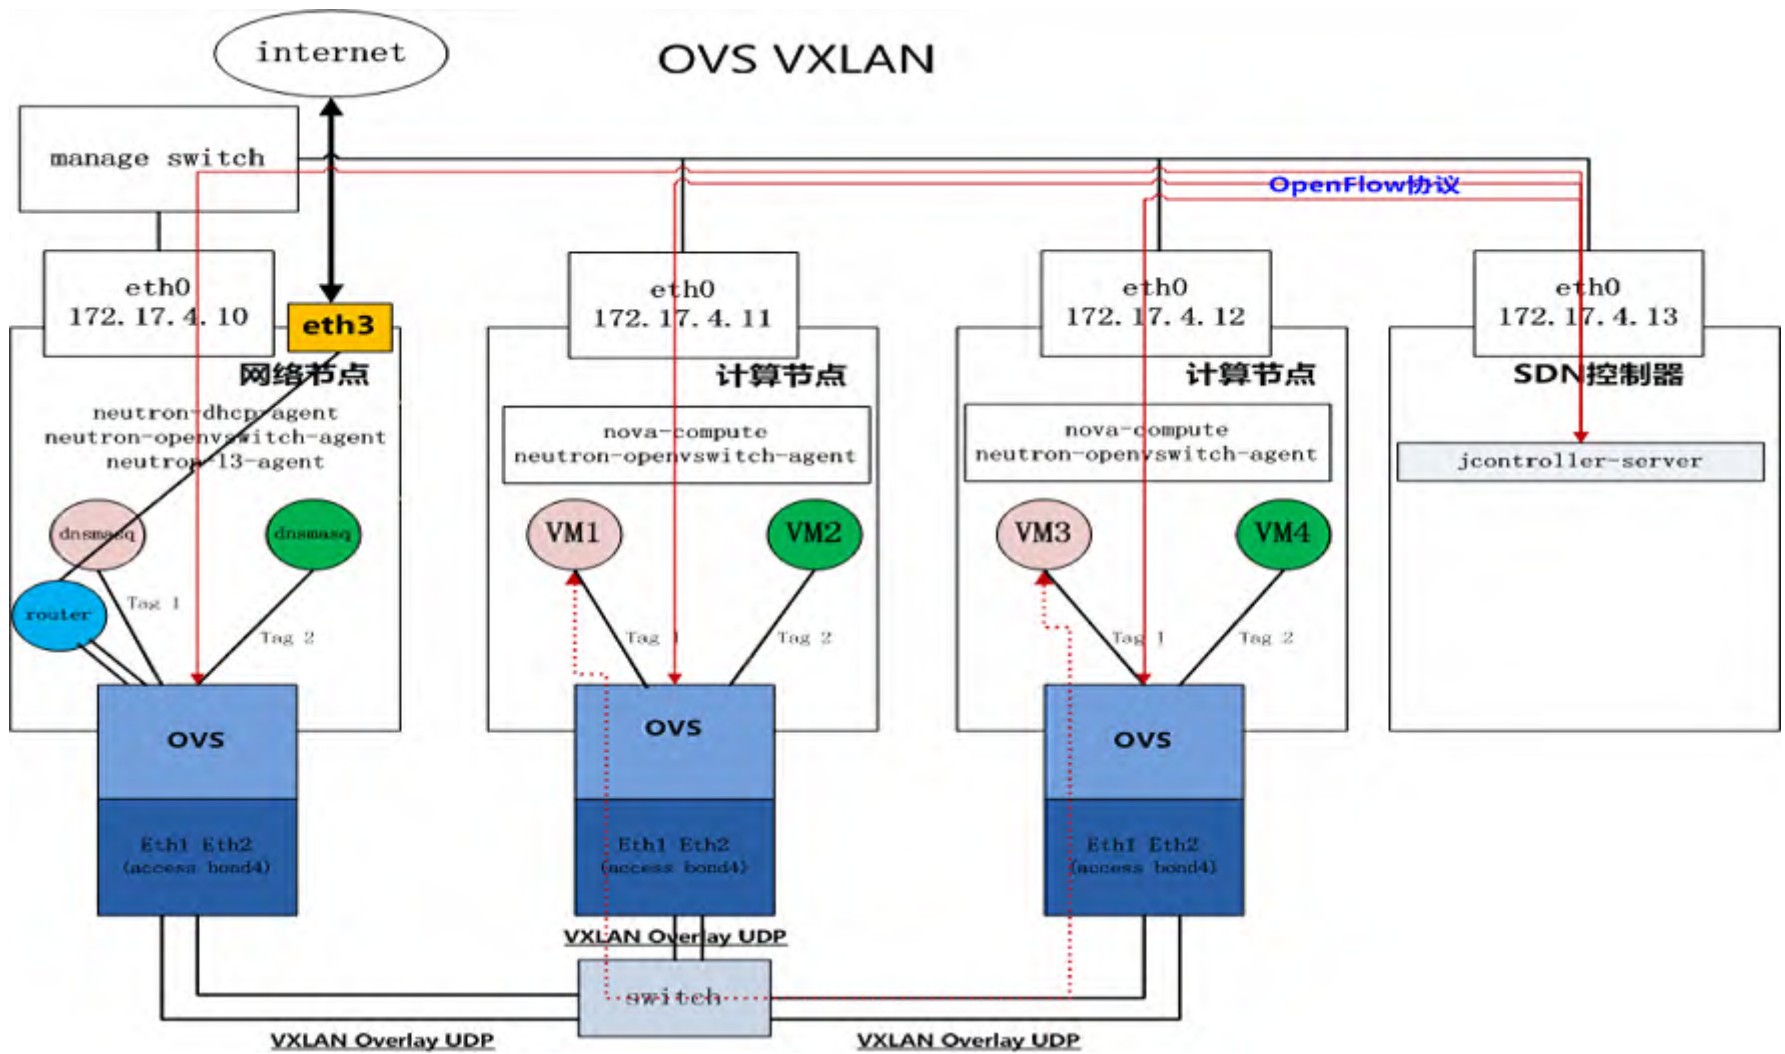 internet
OVS VXLAN
manage switch
OpenFlow协议
eth0
172.17.4.10
eth3
eth0
172.17.4.11
eth0
172.17.4.12
eth0
172.17.4.13
网络节点
计算节点
计算节点
SDN控制器
neutron-dhcp-agent
neutron-openvswitch-agent
neutron-l3-agent
nova-compute
neutron-openvswitch-agent
nova-compute
neutron-openvswitch-agent
jcontroller-server
dnsmasq
dnsmasq
VM1
VM2
VM3
VM4
router
Tag 1
Tag 2
Tag 1
Tag 2
Tag 1
Tag 2
OVS
OVS
OVS
Eth1 Eth2
(access bond4)
Eth1 Eth2
(access bond4)
Eth1 Eth2
(access bond4)
VXLAN Overlay UDP
switch
VXLAN Overlay UDP
VXLAN Overlay UDP